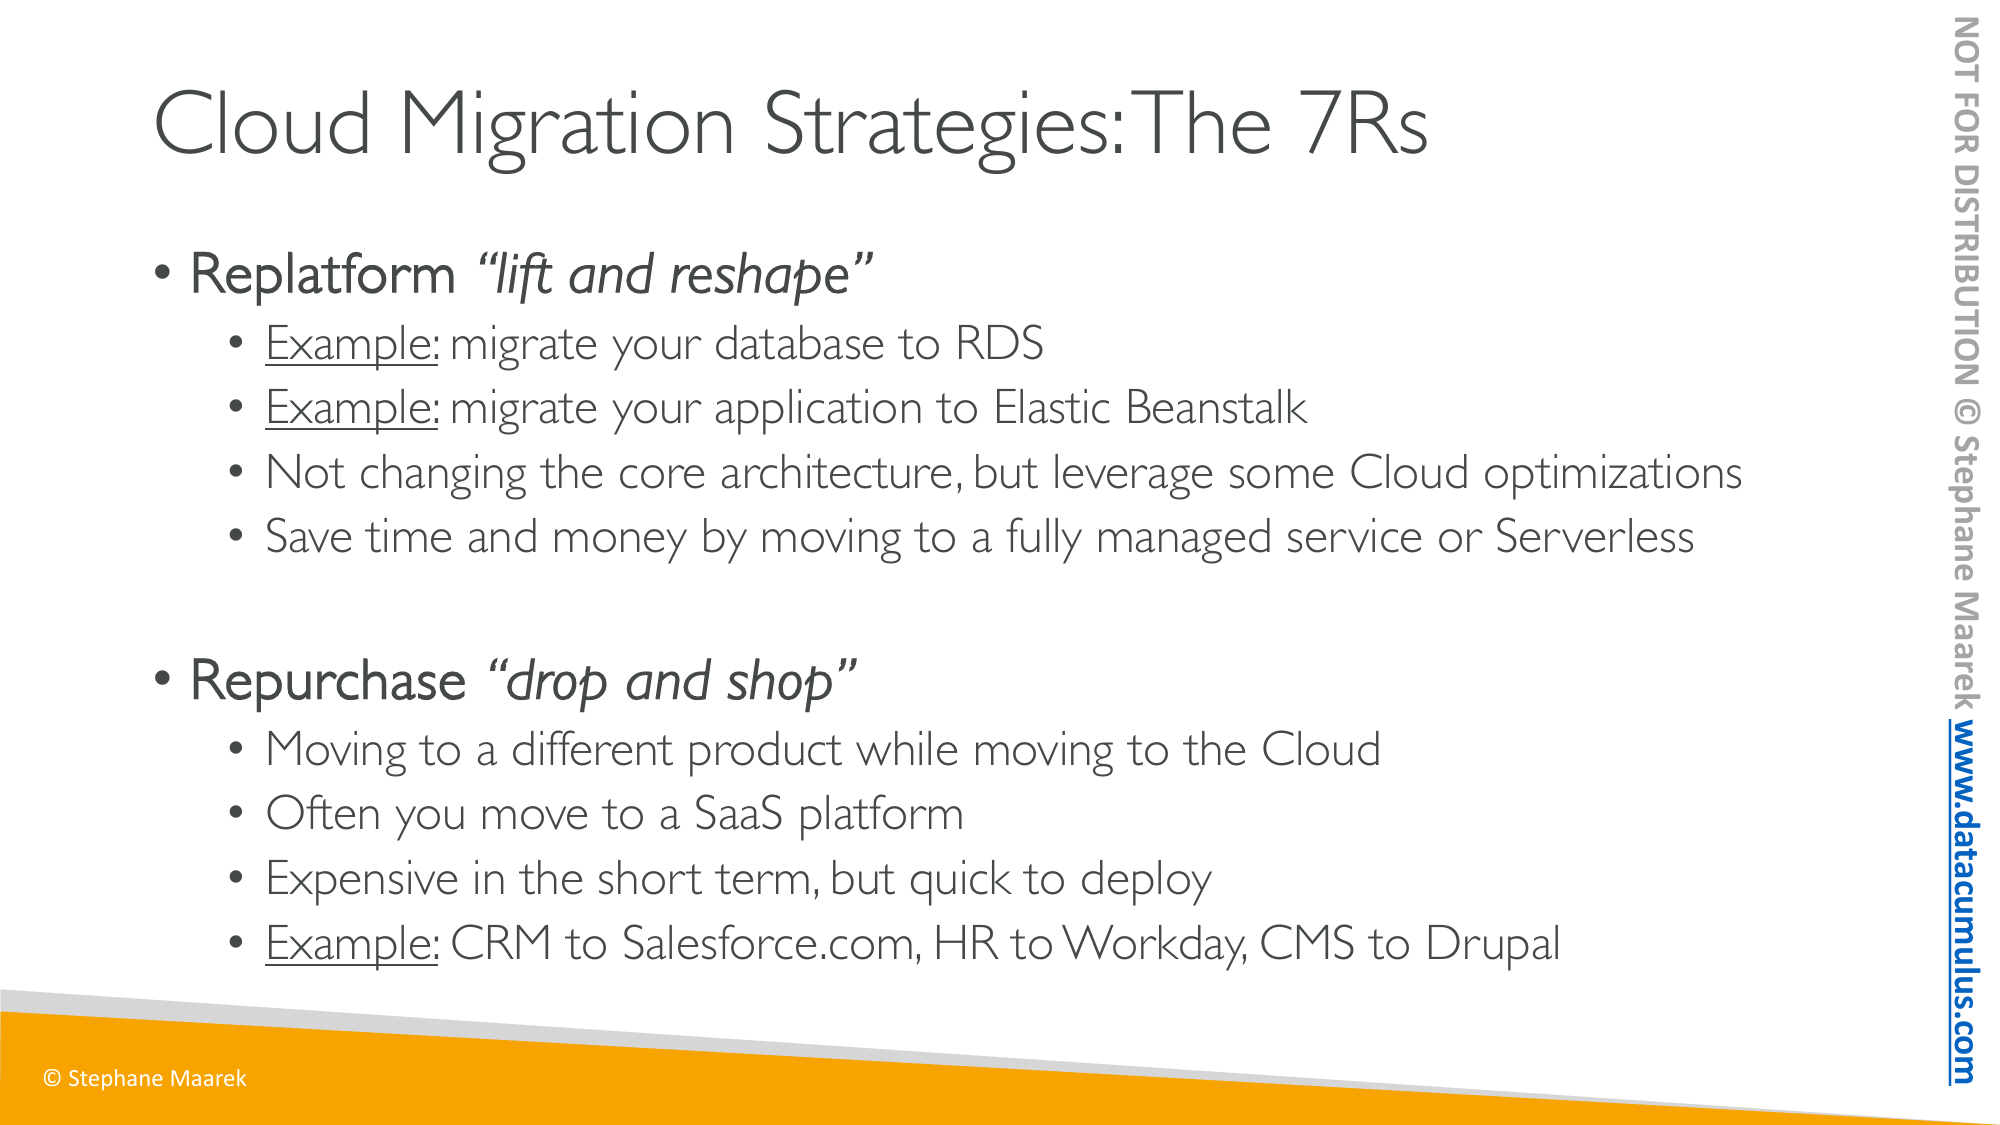 Cloud Migration Strategies: The 7Rs
• Replatform “lift and reshape”
• Example: migrate your database to RDS
• Example: migrate your application to Elastic Beanstalk
• Not changing the core architecture, but leverage some Cloud optimizations
• Save time and money by moving to a fully managed service or Serverless
• Repurchase “drop and shop”
• Moving to a different product while moving to the Cloud
• Often you move to a SaaS platform
• Expensive in the short term, but quick to deploy
• Example: CRM to Salesforce.com, HR to Workday, CMS to Drupal
© Stephane Maarek
NOT FOR DISTRIBUTION © Stephane Maarek www.datacumulus.com